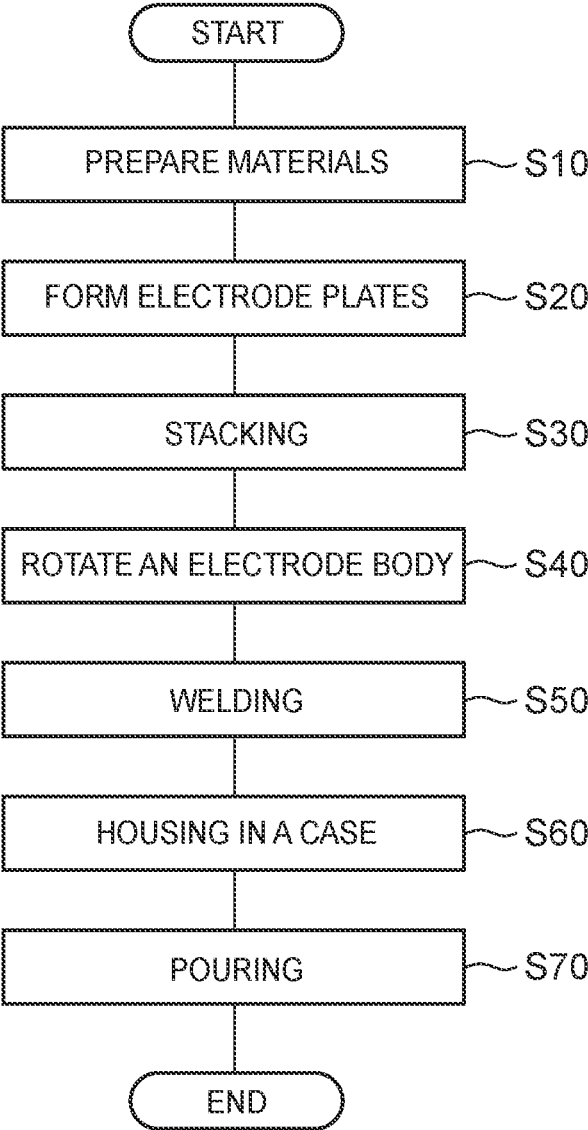 START
PREPARE MATERIALS S10
FORM ELECTRODE PLATES S20
STACKING S30
ROTATE AN ELECTRODE BODY S40
WELDING S50
HOUSING IN A CASE S60
POURING S70
END